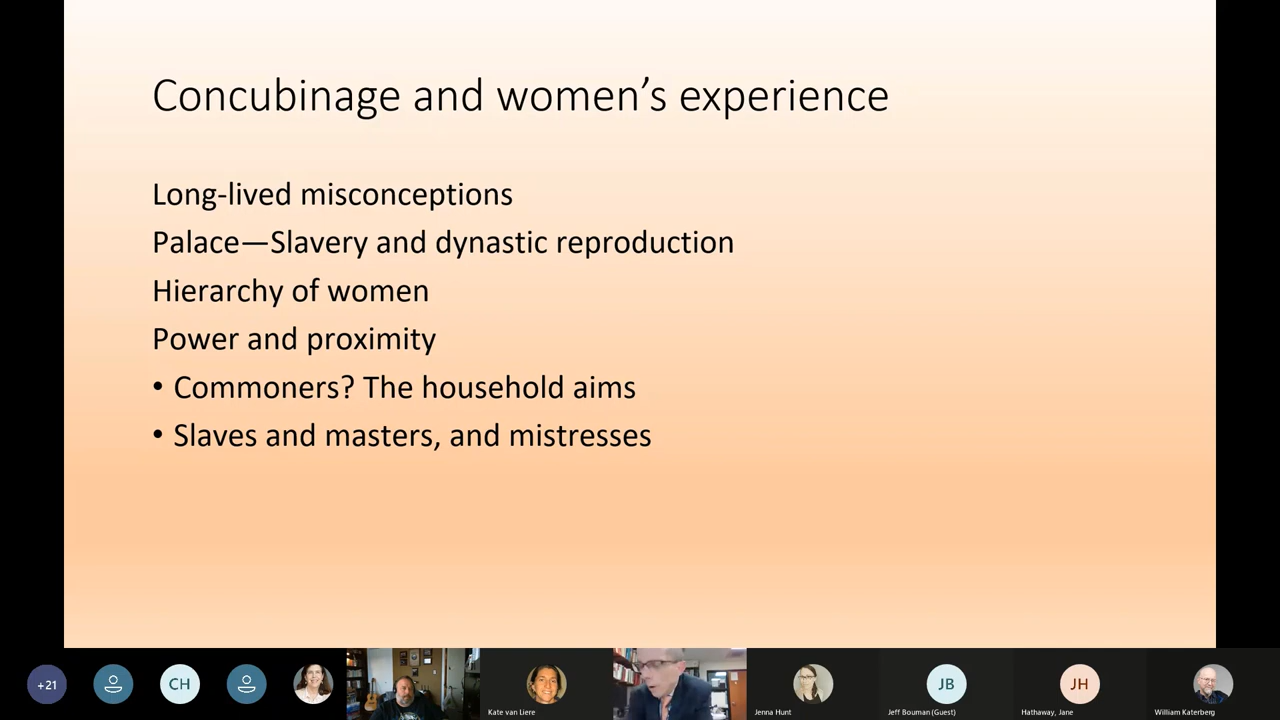 Concubinage and women’s experience
Long-lived misconceptions
Palace—Slavery and dynastic reproduction
Hierarchy of women
Power and proximity
• Commoners? The household aims
• Slaves and masters, and mistresses
+21
CH
Kate van Liere
Jenna Hunt
JB
Jeff Bouman (Guest)
JH
Hathaway, Jane
William Katerberg